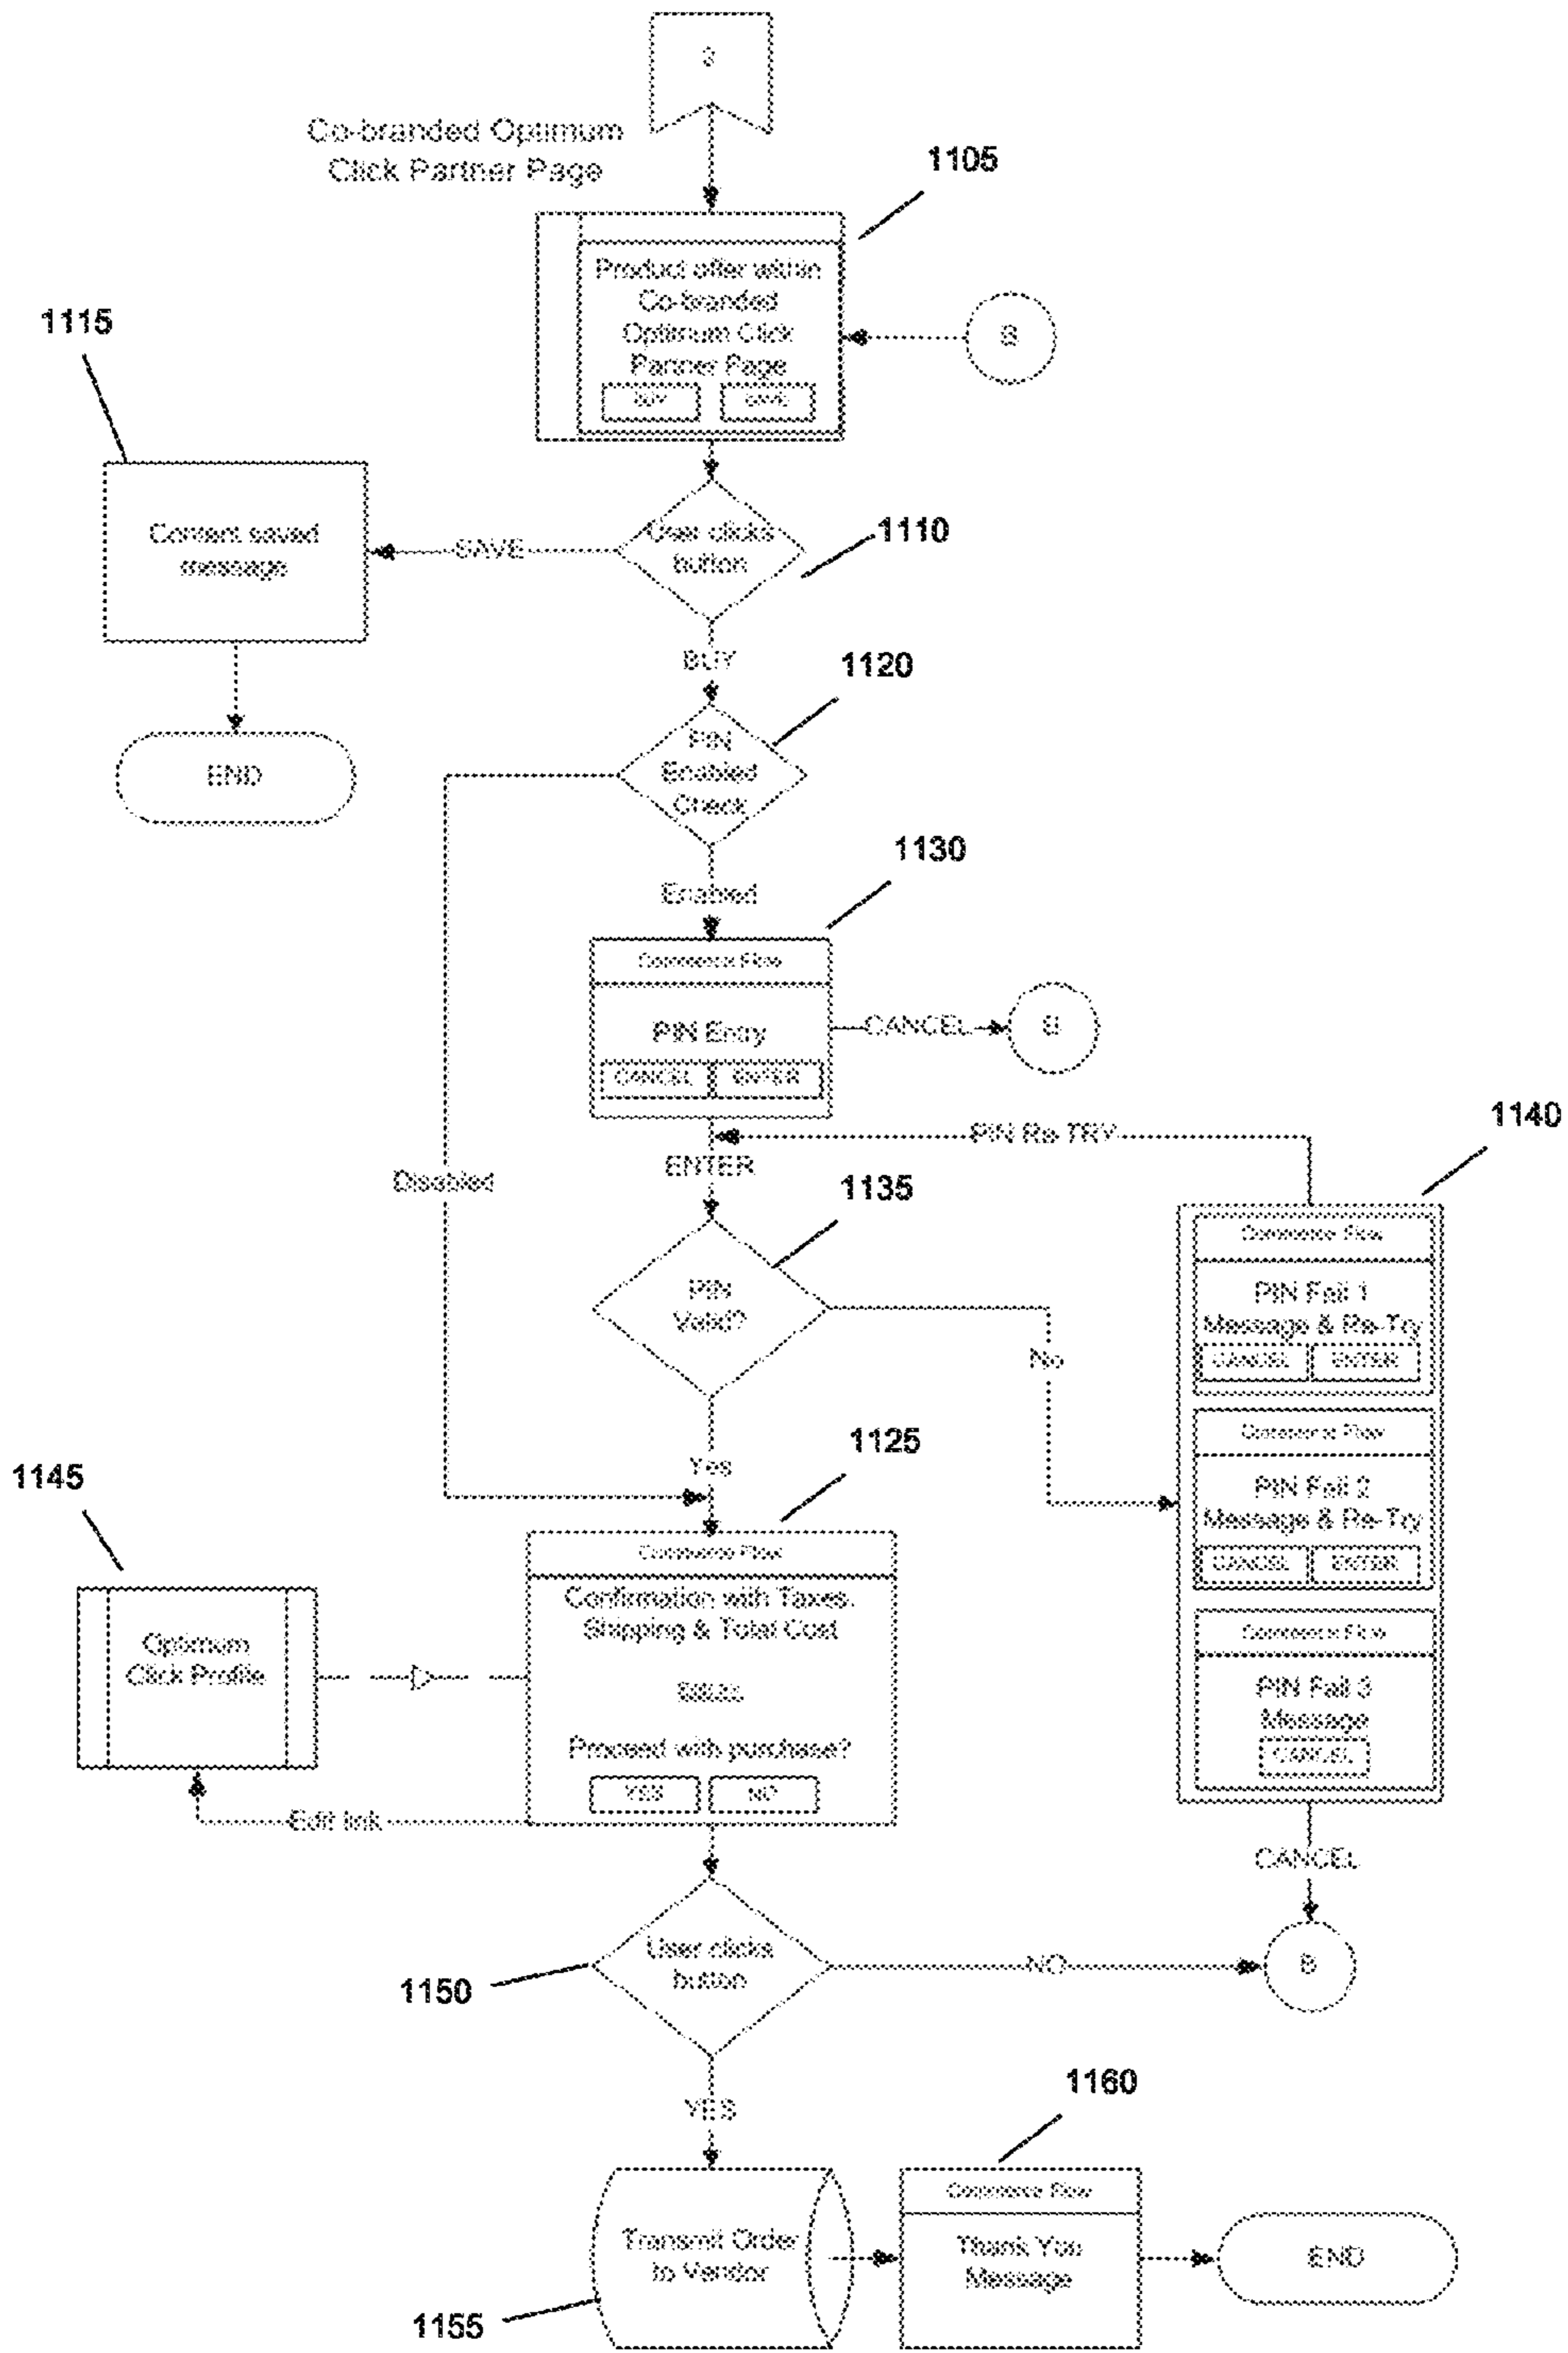 Co-branded Optimum
Click Partner Page
1105
Product offer within
Co-branded
Optimum Click
Partner Page
BUY SAVE
B
1115
Content saved
message
SAVE
User clicks
button
1110
BUY
1120
END
PIN
Enabled
Check
1130
Enabled
Commerce Flow
PIN Entry
CANCEL ENTER
CANCEL
B
1140
PIN Re-TRY
ENTER
Disabled
1135
PIN
Valid?
No
Commerce Flow
PIN Fail 1
Message & Re-Try
CANCEL ENTER
Commerce Flow
PIN Fail 2
Message & Re-Try
CANCEL ENTER
Commerce Flow
PIN Fail 3
Message
CANCEL
Yes
1125
1145
Commerce Flow
Confirmation with Taxes,
Shipping & Total Cost
Proceed with purchase?
YES NO
Optimum
Click Profile
Edit link
CANCEL
User clicks
button
1150
NO
B
YES
1160
Transmit Order
to Vendor
1155
Commerce Flow
Thank You
Message
END